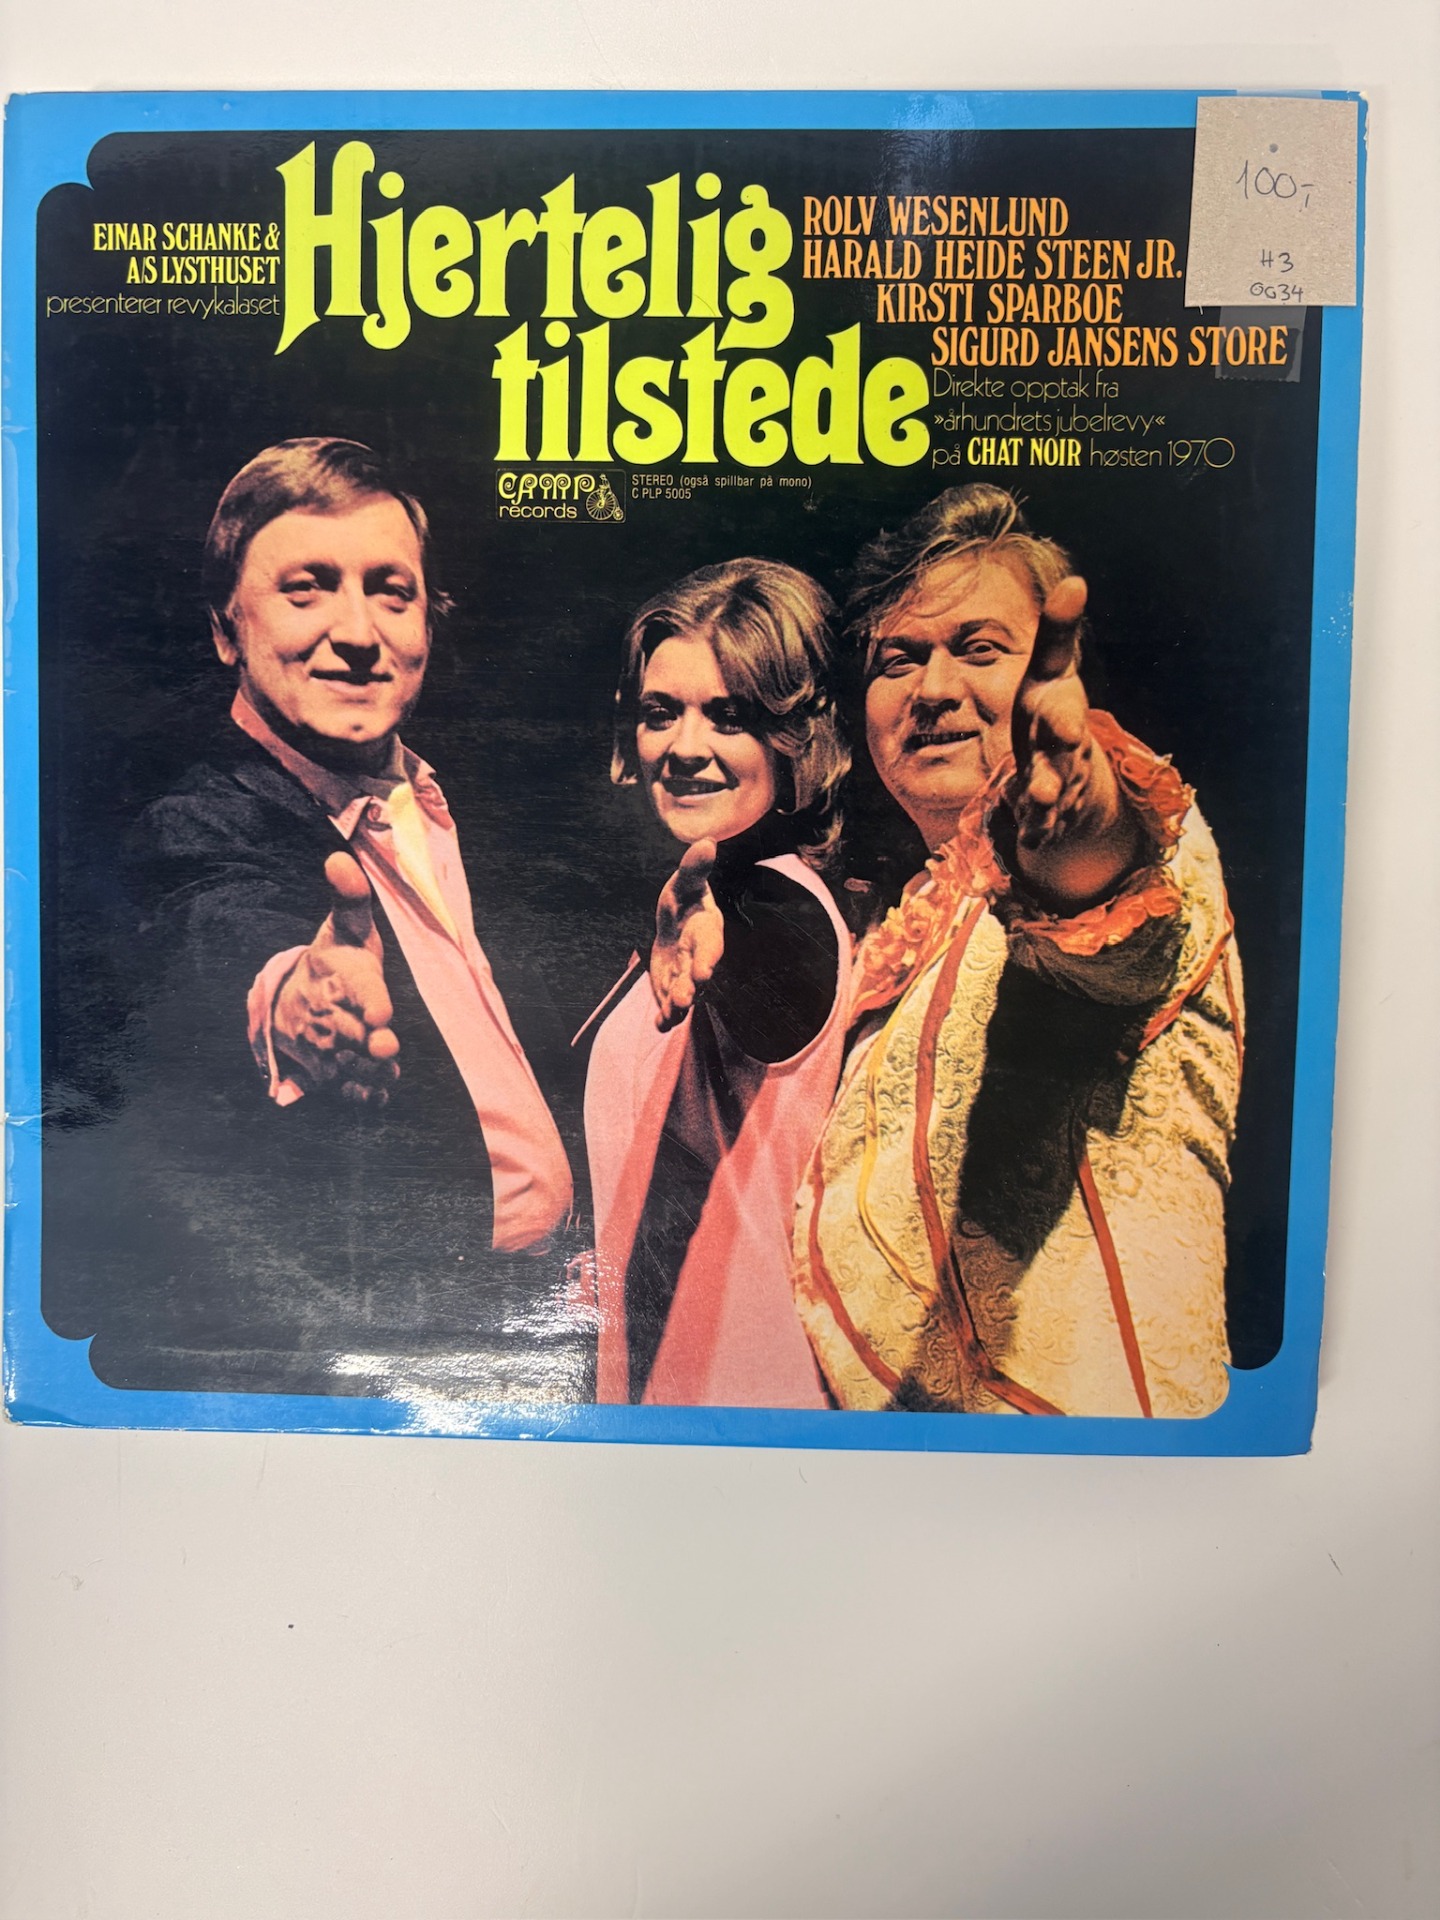 EINAR SCHANKE &
A/S LYSTHUSET
presenterer revykalaset
Hjertelig
tilstede
ROLV WESENLUND
HARALD HEIDE STEEN JR.
KIRSTI SPARBOE
SIGURD JANSENS STORE
Direkte opptak fra
»århundrets jubelrevy«
på CHAT NOIR høsten 1970
CAMP
records
STEREO (også spillbar på mono)
C PLP 5005
100,-
H3
OG34